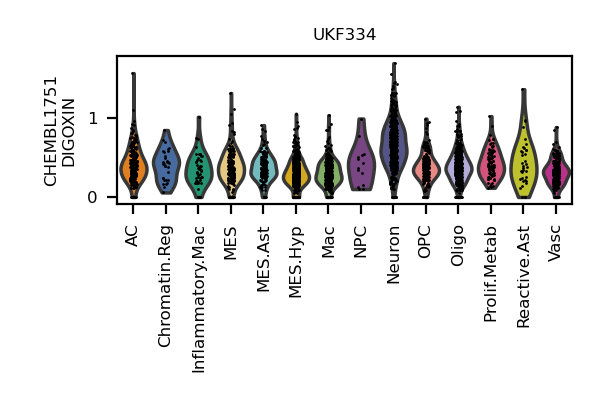 UKF334
CHEMBL1751
DIGOXIN
1
0
AC
Chromatin.Reg
Inflammatory.Mac
MES
MES.Ast
MES.Hyp
Mac
NPC
Neuron
OPC
Oligo
Prolif.Metab
Reactive.Ast
Vasc